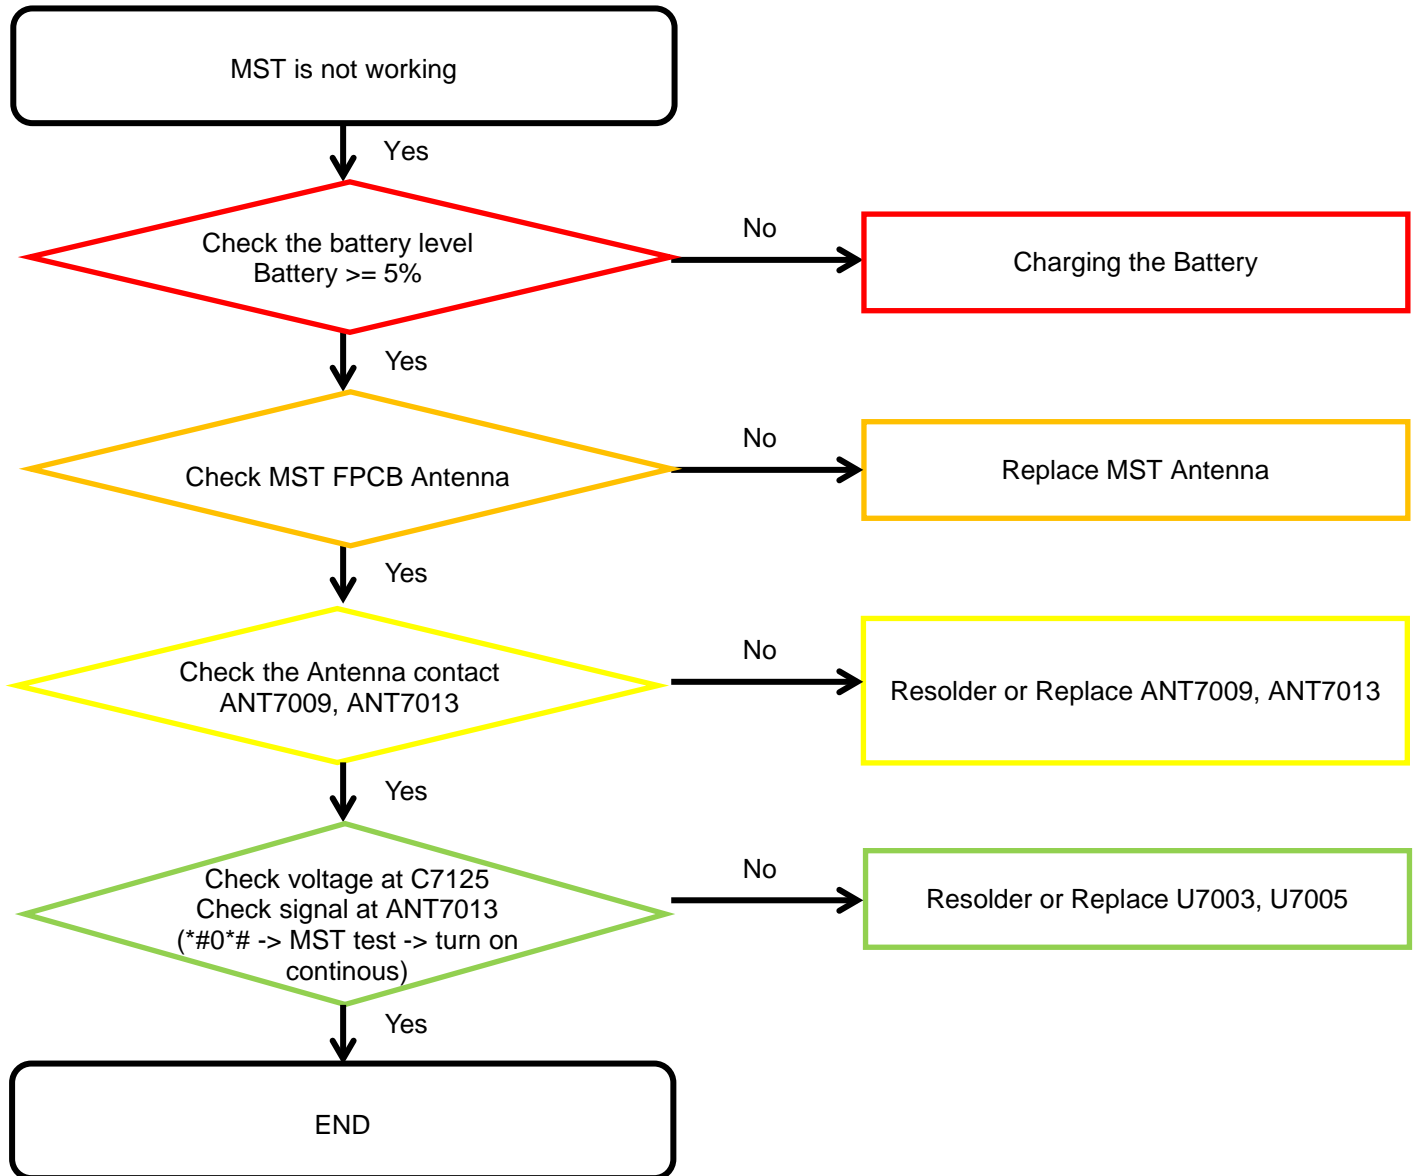 MST is not working
Yes
Check the battery level
Battery >= 5%
No
Charging the Battery
Yes
Check MST FPCB Antenna
No
Replace MST Antenna
Yes
Check the Antenna contact
ANT7009, ANT7013
No
Resolder or Replace ANT7009, ANT7013
Yes
Check voltage at C7125
Check signal at ANT7013
(*#0*# -> MST test -> turn on
continous)
No
Resolder or Replace U7003, U7005
Yes
END